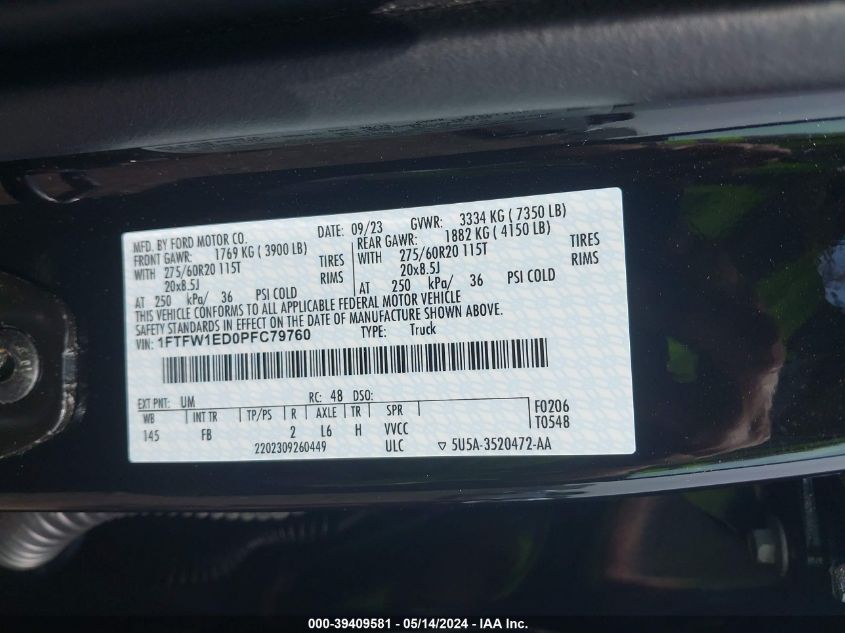 MFD. BY FORD MOTOR CO. DATE: 09/23 GVWR: 3334 KG ( 7350 LB)
FRONT GAWR: 1769 KG ( 3900 LB) REAR GAWR: 1882 KG ( 4150 LB)
WITH 275/60R20 115T TIRES WITH 275/60R20 115T TIRES
20x8.5J RIMS 20x8.5J RIMS
AT 250 kPa/ 36 PSI COLD AT 250 kPa/ 36 PSI COLD
THIS VEHICLE CONFORMS TO ALL APPLICABLE FEDERAL MOTOR VEHICLE
SAFETY STANDARDS IN EFFECT ON THE DATE OF MANUFACTURE SHOWN ABOVE.
VIN: 1FTFW1ED0PFC79760 TYPE: Truck
EXT PNT: UM RC: 48 DSO:
WB INT TR TP/PS R AXLE TR SPR F0206
145 FB 2 L6 H VVCC T0548
2202309260449 ULC ▽ 5U5A-3520472-AA
000-39409581 - 05/14/2024 - IAA Inc.